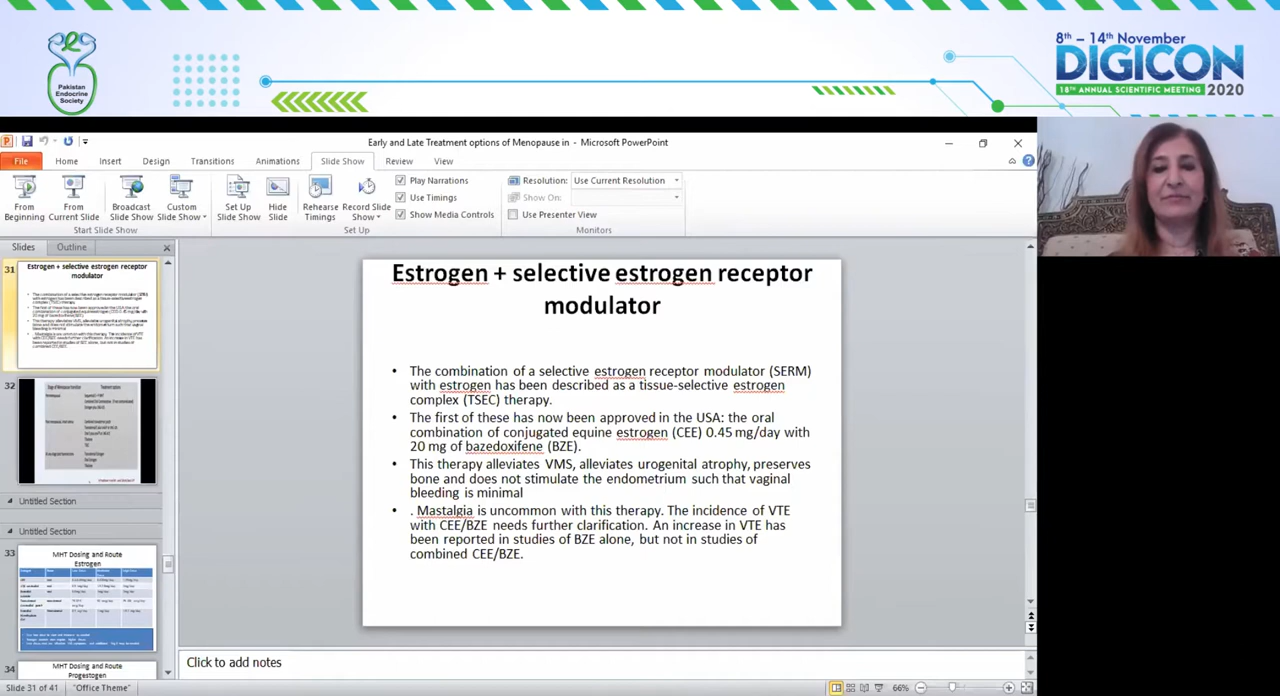 Pakistan
Endocrine
Society
8th – 14th November
DIGICON
18TH ANNUAL SCIENTIFIC MEETING 2020
Early and Late Treatment options of Menopause in - Microsoft PowerPoint
File Home Insert Design Transitions Animations Slide Show Review View
From Beginning
From Current Slide
Broadcast Slide Show
Custom Slide Show
Start Slide Show
Set Up Slide Show
Hide Slide
Rehearse Timings
Record Slide Show
Play Narrations
Use Timings
Show Media Controls
Set Up
Resolution: Use Current Resolution
Show On:
Use Presenter View
Monitors
Slides Outline
31
Estrogen + selective estrogen receptor
modulator
32
Untitled Section
Untitled Section
33
MHT Dosing and Route
Estrogen
34
MHT Dosing and Route
Progestogen
Estrogen + selective estrogen receptor
modulator
• The combination of a selective estrogen receptor modulator (SERM)
with estrogen has been described as a tissue-selective estrogen
complex (TSEC) therapy.
• The first of these has now been approved in the USA: the oral
combination of conjugated equine estrogen (CEE) 0.45 mg/day with
20 mg of bazedoxifene (BZE).
• This therapy alleviates VMS, alleviates urogenital atrophy, preserves
bone and does not stimulate the endometrium such that vaginal
bleeding is minimal
• . Mastalgia is uncommon with this therapy. The incidence of VTE
with CEE/BZE needs further clarification. An increase in VTE has
been reported in studies of BZE alone, but not in studies of
combined CEE/BZE.
Click to add notes
Slide 31 of 41 "Office Theme" 66%